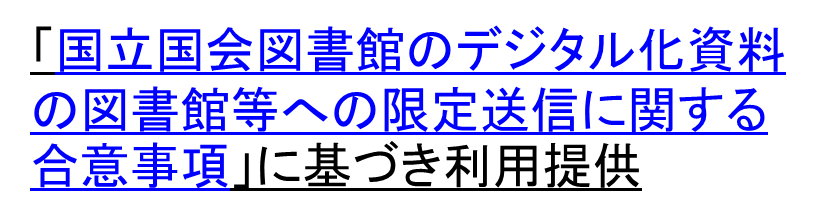 「国立国会図書館のデジタル化資料
の図書館等への限定送信に関する
合意事項」に基づき利用提供